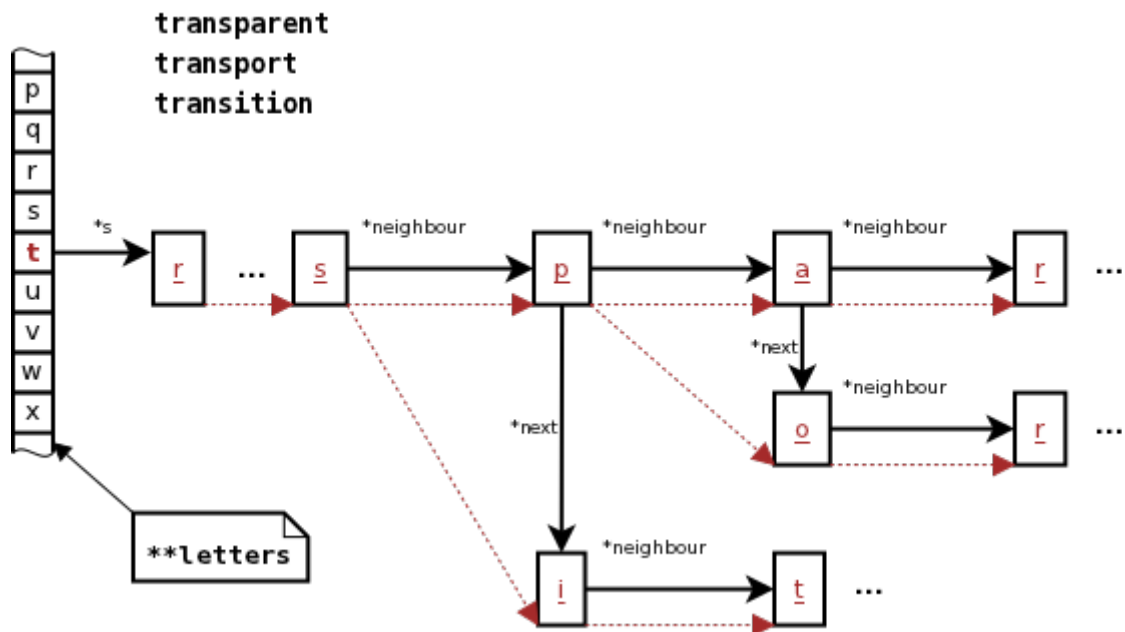 transparent
transport
transition
p
q
r
s
t
u
v
w
x
*s
r
...
s
*neighbour
p
*neighbour
a
*neighbour
r
...
*next
o
*neighbour
r
...
*next
i
*neighbour
t
...
**letters